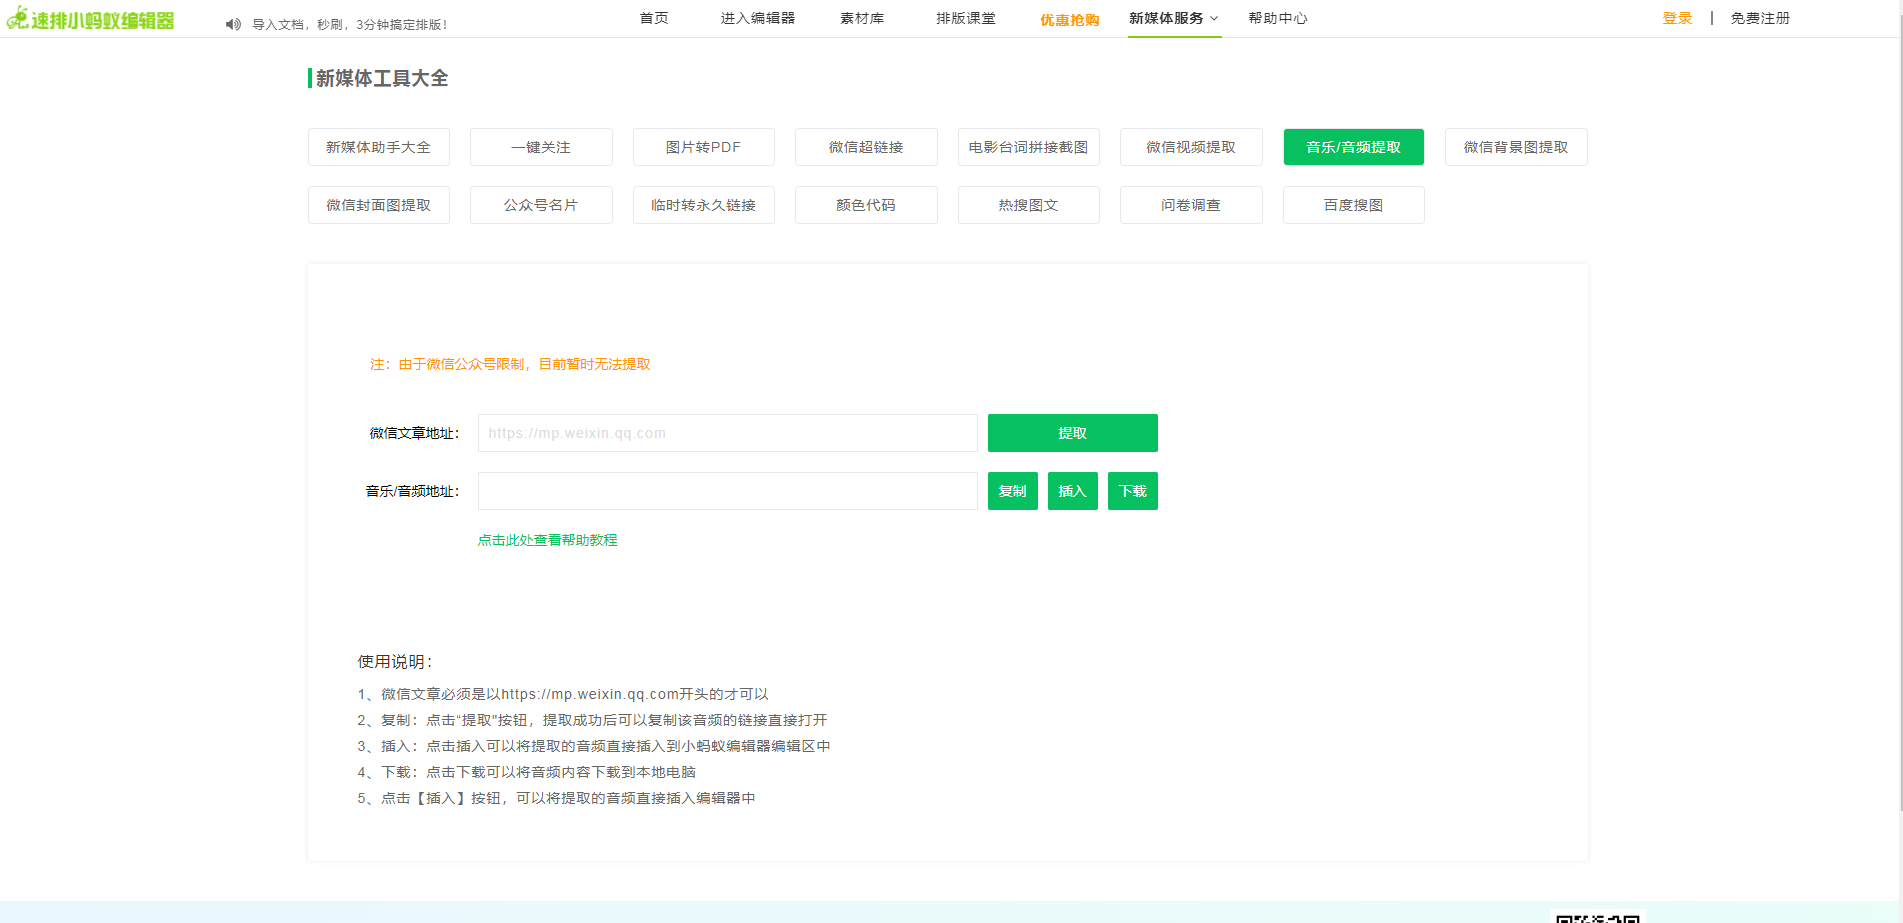 速排小蚂蚁编辑器
导入文档，秒刷，3分钟搞定排版！
首页 进入编辑器 素材库 排版课堂 优惠抢购 新媒体服务 帮助中心
登录 | 免费注册
新媒体工具大全
新媒体助手大全 一键关注 图片转PDF 微信超链接 电影台词拼接截图 微信视频提取 音乐/音频提取 微信背景图提取
微信封面图提取 公众号名片 临时转永久链接 颜色代码 热搜图文 问卷调查 百度搜图
注：由于微信公众号限制，目前暂时无法提取
微信文章地址： https://mp.weixin.qq.com 提取
音乐/音频地址： 复制 插入 下载
点击此处查看帮助教程
使用说明：
1、微信文章必须是以https://mp.weixin.qq.com开头的才可以
2、复制：点击“提取”按钮，提取成功后可以复制该音频的链接直接打开
3、插入：点击插入可以将提取的音频直接插入到小蚂蚁编辑器编辑区中
4、下载：点击下载可以将音频内容下载到本地电脑
5、点击【插入】按钮，可以将提取的音频直接插入编辑器中